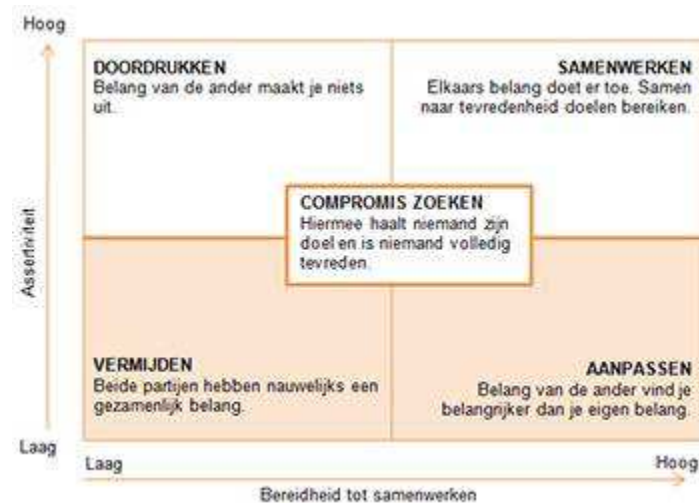 Hoog
DOORDRUKKEN
Belang van de ander maakt je niets
uit.
SAMENWERKEN
Elkaars belang doet er toe. Samen
naar tevredenheid doelen bereiken.
COMPROMIS ZOEKEN
Hiermee haalt niemand zijn
doel en is niemand volledig
tevreden.
Assertiviteit
VERMIJDEN
Beide partijen hebben nauwelijks een
gezamenlijk belang.
AANPASSEN
Belang van de ander vind je
belangrijker dan je eigen belang.
Laag
Laag
Hoog
Bereidheid tot samenwerken